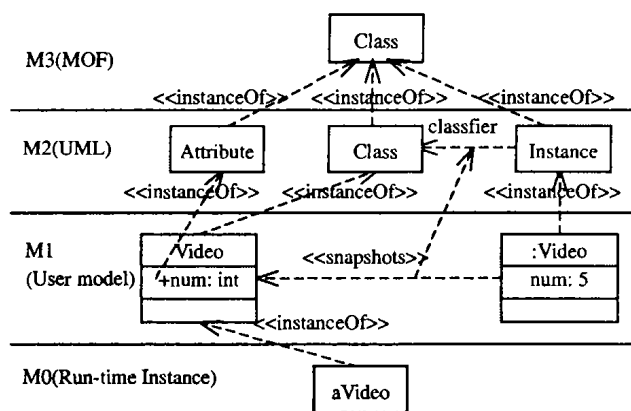 Class
M3(MOF)
<<instanceOf>> <<instanceOf>> <<instanceOf>>
classfier
M2(UML)
Attribute
Class
Instance
<<instanceOf>> <<instanceOf>> <<instanceOf>>
M1
(User model)
Video
+num: int
<<snapshots>>
:Video
num: 5
<<instanceOf>>
M0(Run-time Instance)
aVideo